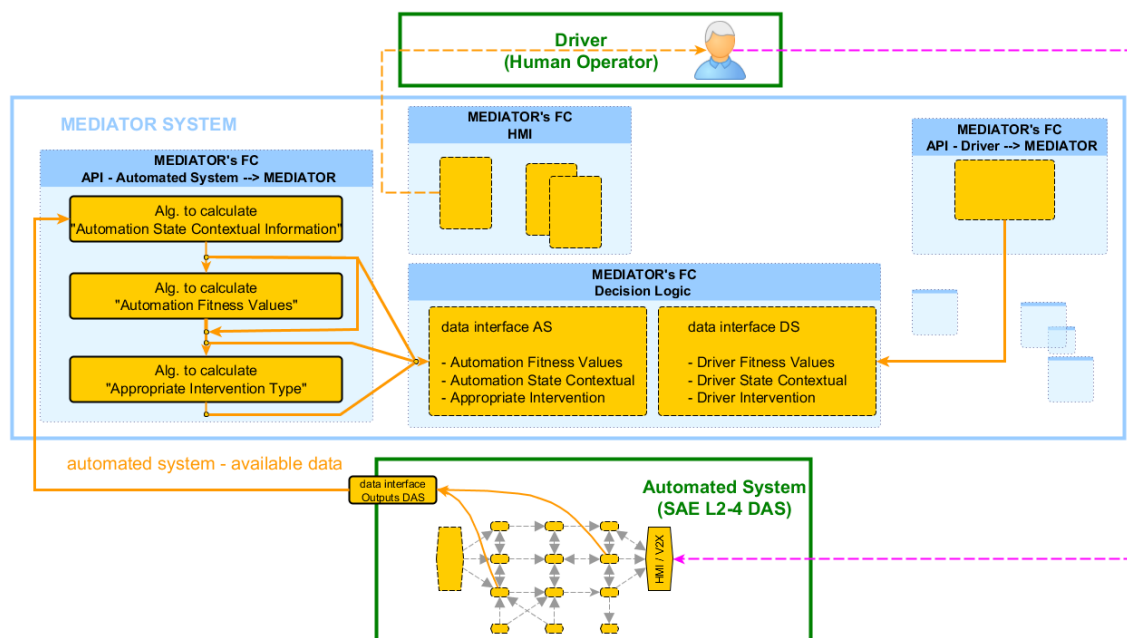 Driver
(Human Operator)
MEDIATOR SYSTEM
MEDIATOR's FC
HMI
MEDIATOR's FC
API - Driver --> MEDIATOR
MEDIATOR's FC
API - Automated System --> MEDIATOR
Alg. to calculate
"Automation State Contextual Information"
Alg. to calculate
"Automation Fitness Values"
Alg. to calculate
"Appropriate Intervention Type"
MEDIATOR's FC
Decision Logic
data interface AS
- Automation Fitness Values
- Automation State Contextual
- Appropriate Intervention
data interface DS
- Driver Fitness Values
- Driver State Contextual
- Driver Intervention
automated system - available data
data interface
Outputs DAS
Automated System
(SAE L2-4 DAS)
HMI / V2X